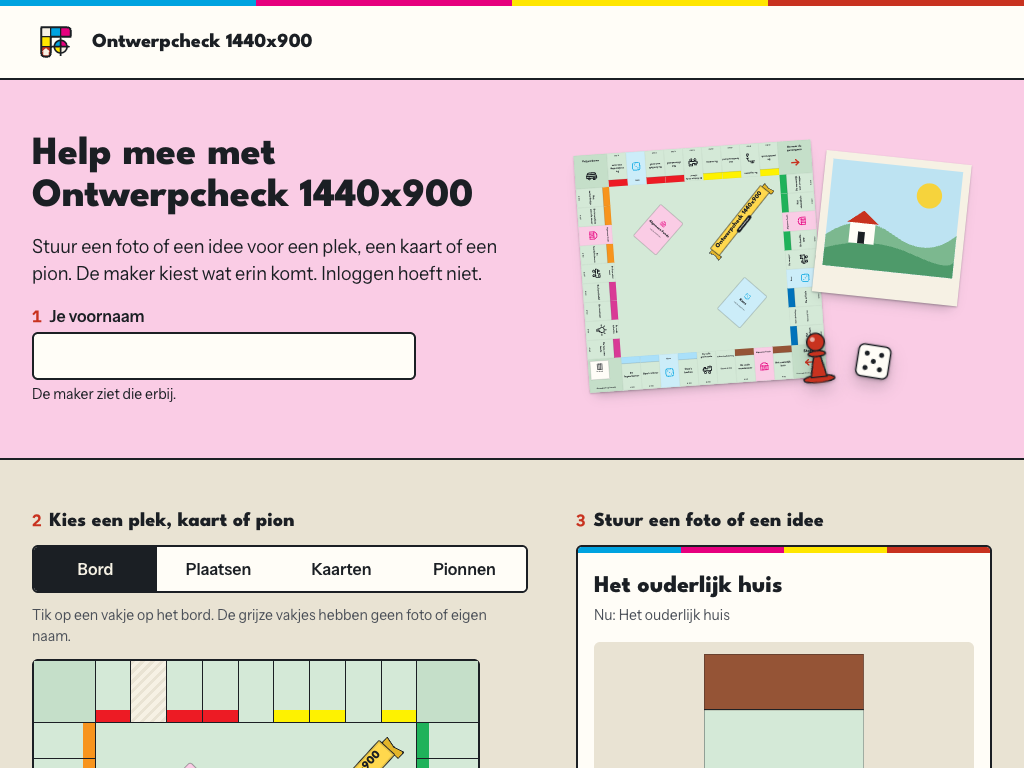 Ontwerpcheck 1440x900
Help mee met
Ontwerpcheck 1440x900
Stuur een foto of een idee voor een plek, een kaart of een
pion. De maker kiest wat erin komt. Inloggen hoeft niet.
1 Je voornaam
De maker ziet die erbij.
Ontwerpcheck 1440x900
2 Kies een plek, kaart of pion
Bord
Plaatsen
Kaarten
Pionnen
Tik op een vakje op het bord. De grijze vakjes hebben geen foto of eigen
naam.
900
3 Stuur een foto of een idee
Het ouderlijk huis
Nu: Het ouderlijk huis